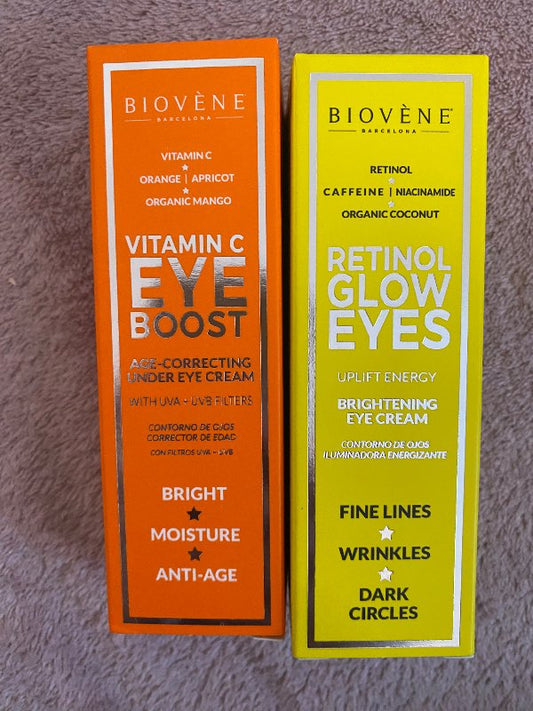 BIOVÈNE
BARCELONA
VITAMIN C
ORANGE | APRICOT
ORGANIC MANGO
VITAMIN C
EYE
BOOST
AGE-CORRECTING
UNDER EYE CREAM
WITH UVA + UVB FILTERS
CONTORNO DE OJOS
CORRECTOR DE EDAD
CON FILTROS UVA + UVB
BRIGHT
MOISTURE
ANTI-AGE
BIOVÈNE®
BARCELONA
RETINOL
CAFFEINE | NIACINAMIDE
ORGANIC COCONUT
RETINOL
GLOW
EYES
UPLIFT ENERGY
BRIGHTENING
EYE CREAM
CONTORNO DE OJOS
ILUMINADORA ENERGIZANTE
FINE LINES
WRINKLES
DARK
CIRCLES